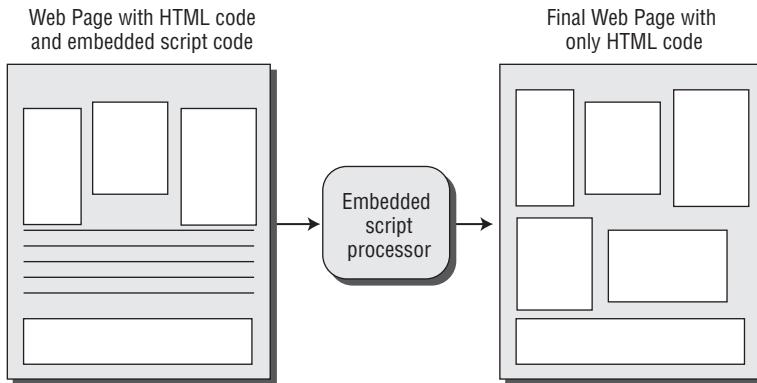 Web Page with HTML code
and embedded script code
Final Web Page with
only HTML code
Embedded
script
processor